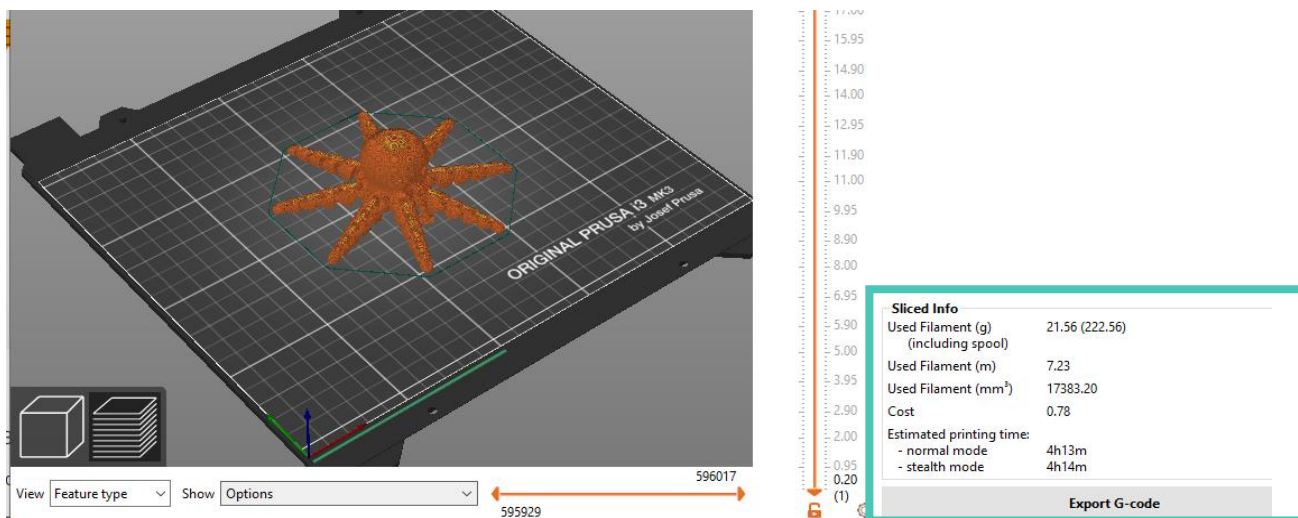 ORIGINAL PRUSA i3 MK3
by Josef Prusa
View Feature type Show Options
596017
595929
17.00
15.95
14.90
14.00
12.95
11.90
11.00
9.95
8.90
8.00
6.95
5.90
5.00
3.95
2.90
2.00
0.95
0.20
(1)
Sliced Info
Used Filament (g) 21.56 (222.56)
(including spool)
Used Filament (m) 7.23
Used Filament (mm³) 17383.20
Cost 0.78
Estimated printing time:
- normal mode 4h13m
- stealth mode 4h14m
Export G-code